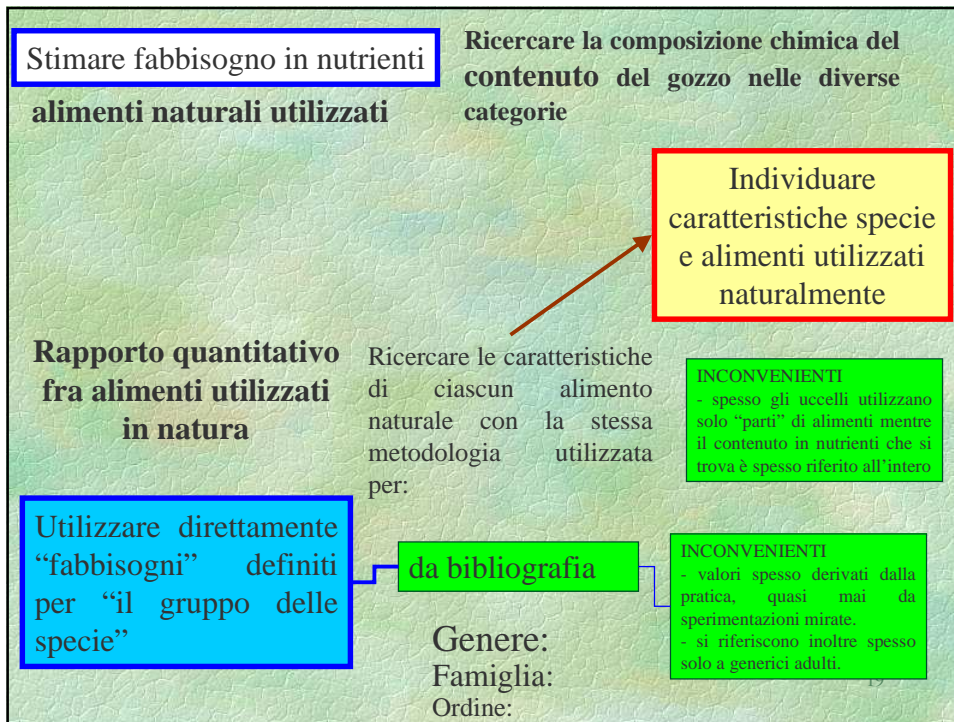 Stimare fabbisogno in nutrienti
alimenti naturali utilizzati
Ricercare la composizione chimica del
contenuto del gozzo nelle diverse
categorie
Individuare
caratteristiche specie
e alimenti utilizzati
naturalmente
Rapporto quantitativo
fra alimenti utilizzati
in natura
Ricercare le caratteristiche
di ciascun alimento
naturale con la stessa
metodologia utilizzata
per:
INCONVENIENTI
- spesso gli uccelli utilizzano
solo “parti” di alimenti mentre
il contenuto in nutrienti che si
trova è spesso riferito all’intero
Utilizzare direttamente
“fabbisogni” definiti
per “il gruppo delle
specie”
da bibliografia
INCONVENIENTI
- valori spesso derivati dalla
pratica, quasi mai da
sperimentazioni mirate.
- si riferiscono inoltre spesso
solo a generici adulti.
Genere:
Famiglia:
Ordine:
19